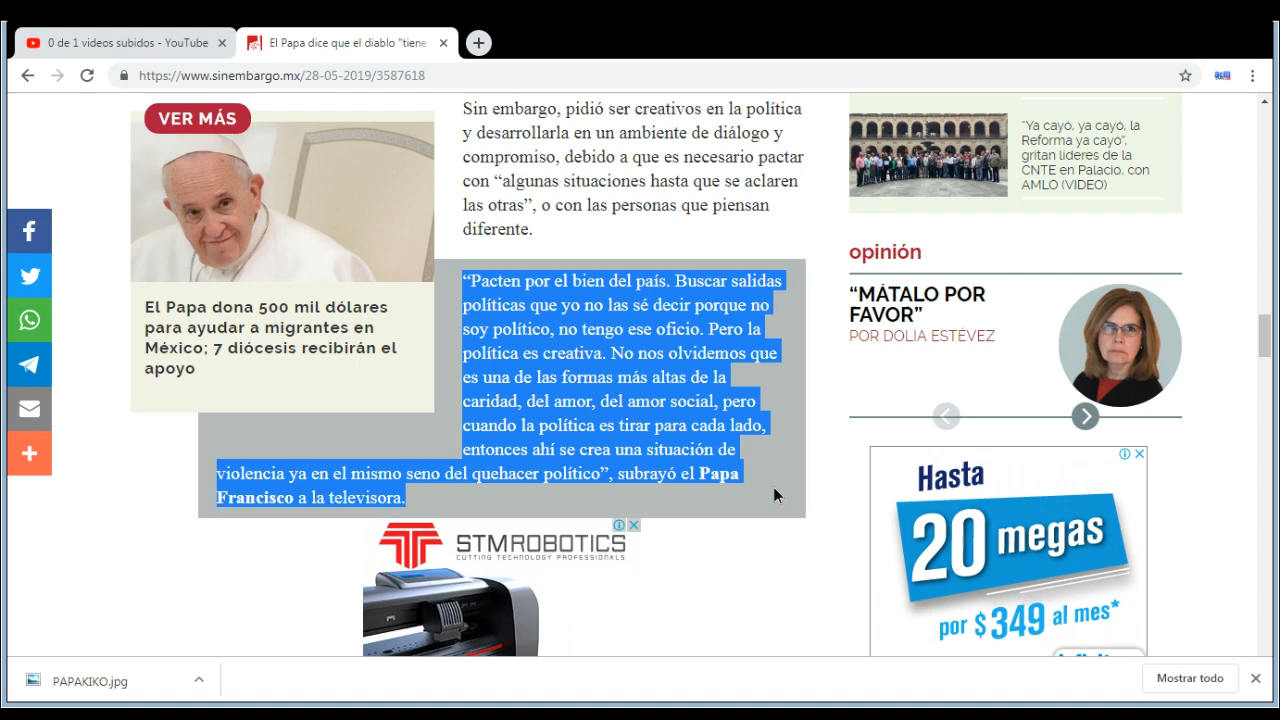 0 de 1 videos subidos - YouTube
El Papa dice que el diablo "tiene
https://www.sinembargo.mx/28-05-2019/3587618
VER MÁS
El Papa dona 500 mil dólares
para ayudar a migrantes en
México; 7 diócesis recibirán el
apoyo
Sin embargo, pidió ser creativos en la política
y desarrollarla en un ambiente de diálogo y
compromiso, debido a que es necesario pactar
con “algunas situaciones hasta que se aclaren
las otras”, o con las personas que piensan
diferente.
“Pacten por el bien del país. Buscar salidas
políticas que yo no las sé decir porque no
soy político, no tengo ese oficio. Pero la
política es creativa. No nos olvidemos que
es una de las formas más altas de la
caridad, del amor, del amor social, pero
cuando la política es tirar para cada lado,
entonces ahí se crea una situación de
violencia ya en el mismo seno del quehacer político”, subrayó el Papa
Francisco a la televisora.
STMROBOTICS
CUTTING TECHNOLOGY PROFESSIONALS
“Ya cayó, ya cayó, la
Reforma ya cayó”,
gritan líderes de la
CNTE en Palacio, con
AMLO (VIDEO)
opinión
“MÁTALO POR
FAVOR”
POR DOLIA ESTÉVEZ
Hasta
20 megas
por $349 al mes*
PAPAKIKO.jpg
Mostrar todo